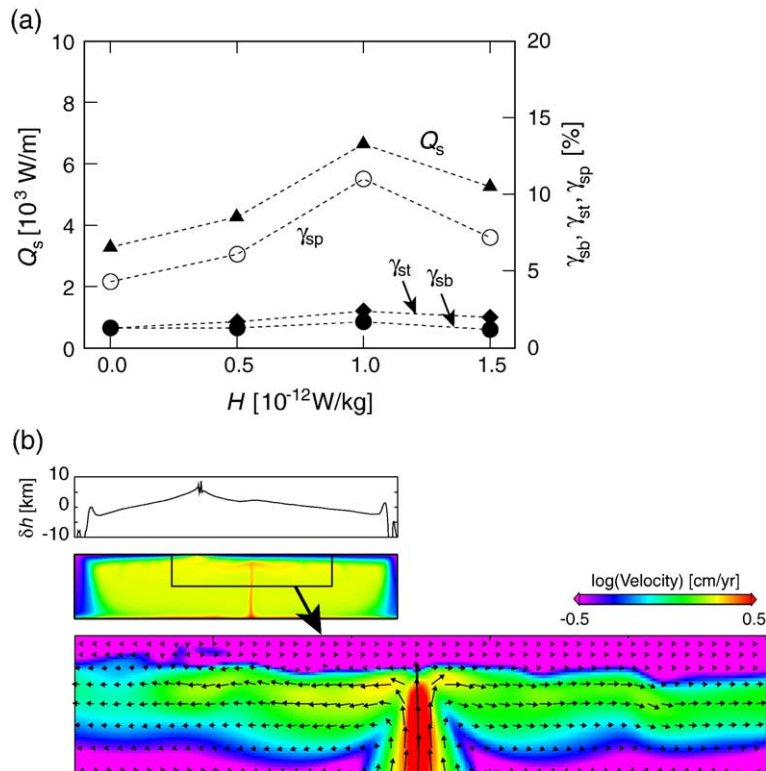 (a)
10
8
6
4
2
0
Qs [10³ W/m]
20
15
10
5
0
γsb, γst, γsp [%]
Qs
γsp
γst
γsb
0.0 0.5 1.0 1.5
H [10⁻¹²W/kg]
(b)
10
0
-10
δh [km]
log(Velocity) [cm/yr]
-0.5 0.5